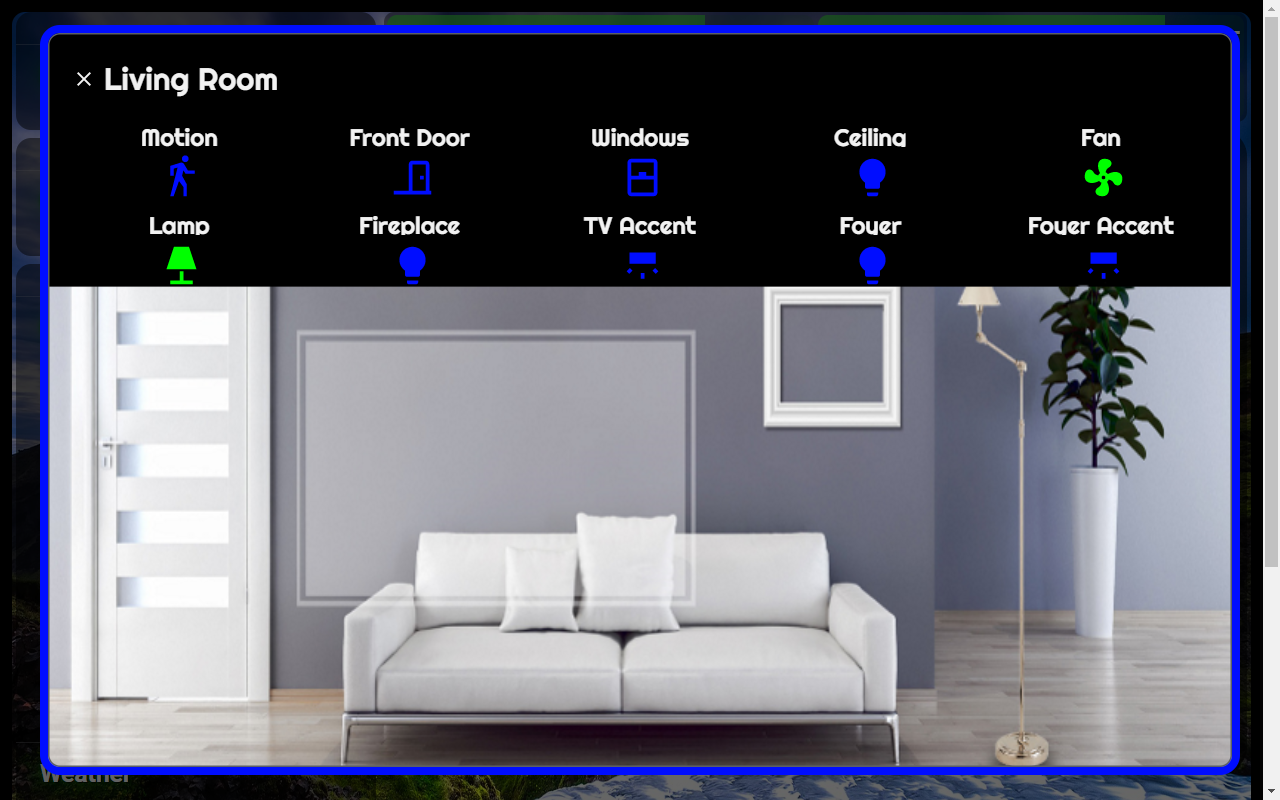 Living Room
Motion Front Door Windows Ceiling Fan
Lamp Fireplace TV Accent Foyer Foyer Accent
Weather